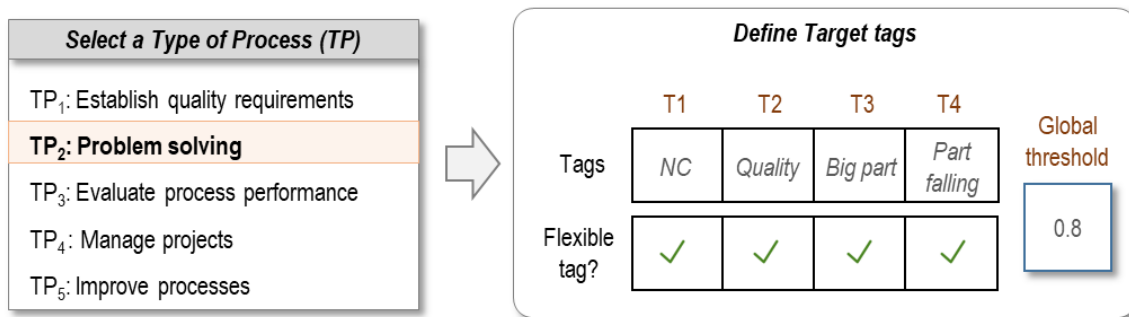 Select a Type of Process (TP)
TP₁: Establish quality requirements
TP₂: Problem solving
TP₃: Evaluate process performance
TP₄: Manage projects
TP₅: Improve processes
Define Target tags
T1 T2 T3 T4
Global
threshold
Tags NC Quality Big part Part
falling
Flexible
tag?
0.8